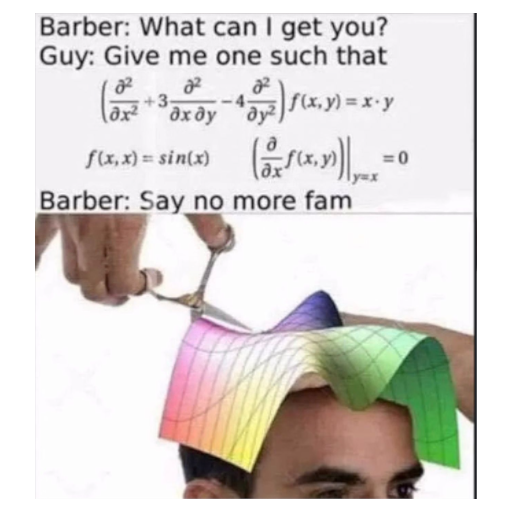 Barber: What can I get you?
Guy: Give me one such that
(∂²/∂x² + 3 ∂²/∂x ∂y - 4 ∂²/∂y²) f(x, y) = x · y
f(x, x) = sin(x)    (∂/∂x f(x, y))|y=x = 0
Barber: Say no more fam